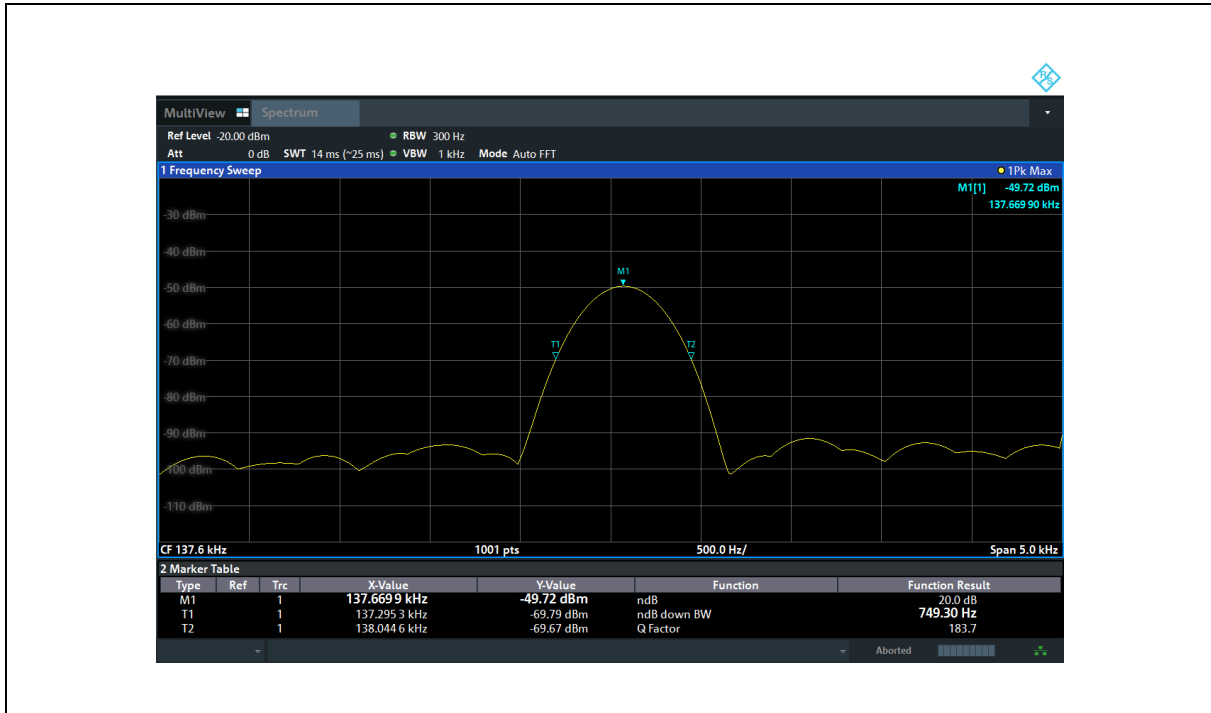 R S
MultiView Spectrum
Ref Level -20.00 dBm RBW 300 Hz
Att 0 dB SWT 14 ms (~25 ms) VBW 1 kHz Mode Auto FFT
1 Frequency Sweep 1Pk Max
M1[1] -49.72 dBm
137.669 90 kHz
-30 dBm
-40 dBm
M1
-50 dBm
-60 dBm
T1 T2
-70 dBm
-80 dBm
-90 dBm
-100 dBm
-110 dBm
CF 137.6 kHz 1001 pts 500.0 Hz/ Span 5.0 kHz
2 Marker Table
Type Ref Trc X-Value Y-Value Function Function Result
M1 1 137.669 9 kHz -49.72 dBm ndB 20.0 dB
T1 1 137.295 3 kHz -69.79 dBm ndB down BW 749.30 Hz
T2 1 138.044 6 kHz -69.67 dBm Q Factor 183.7
Aborted